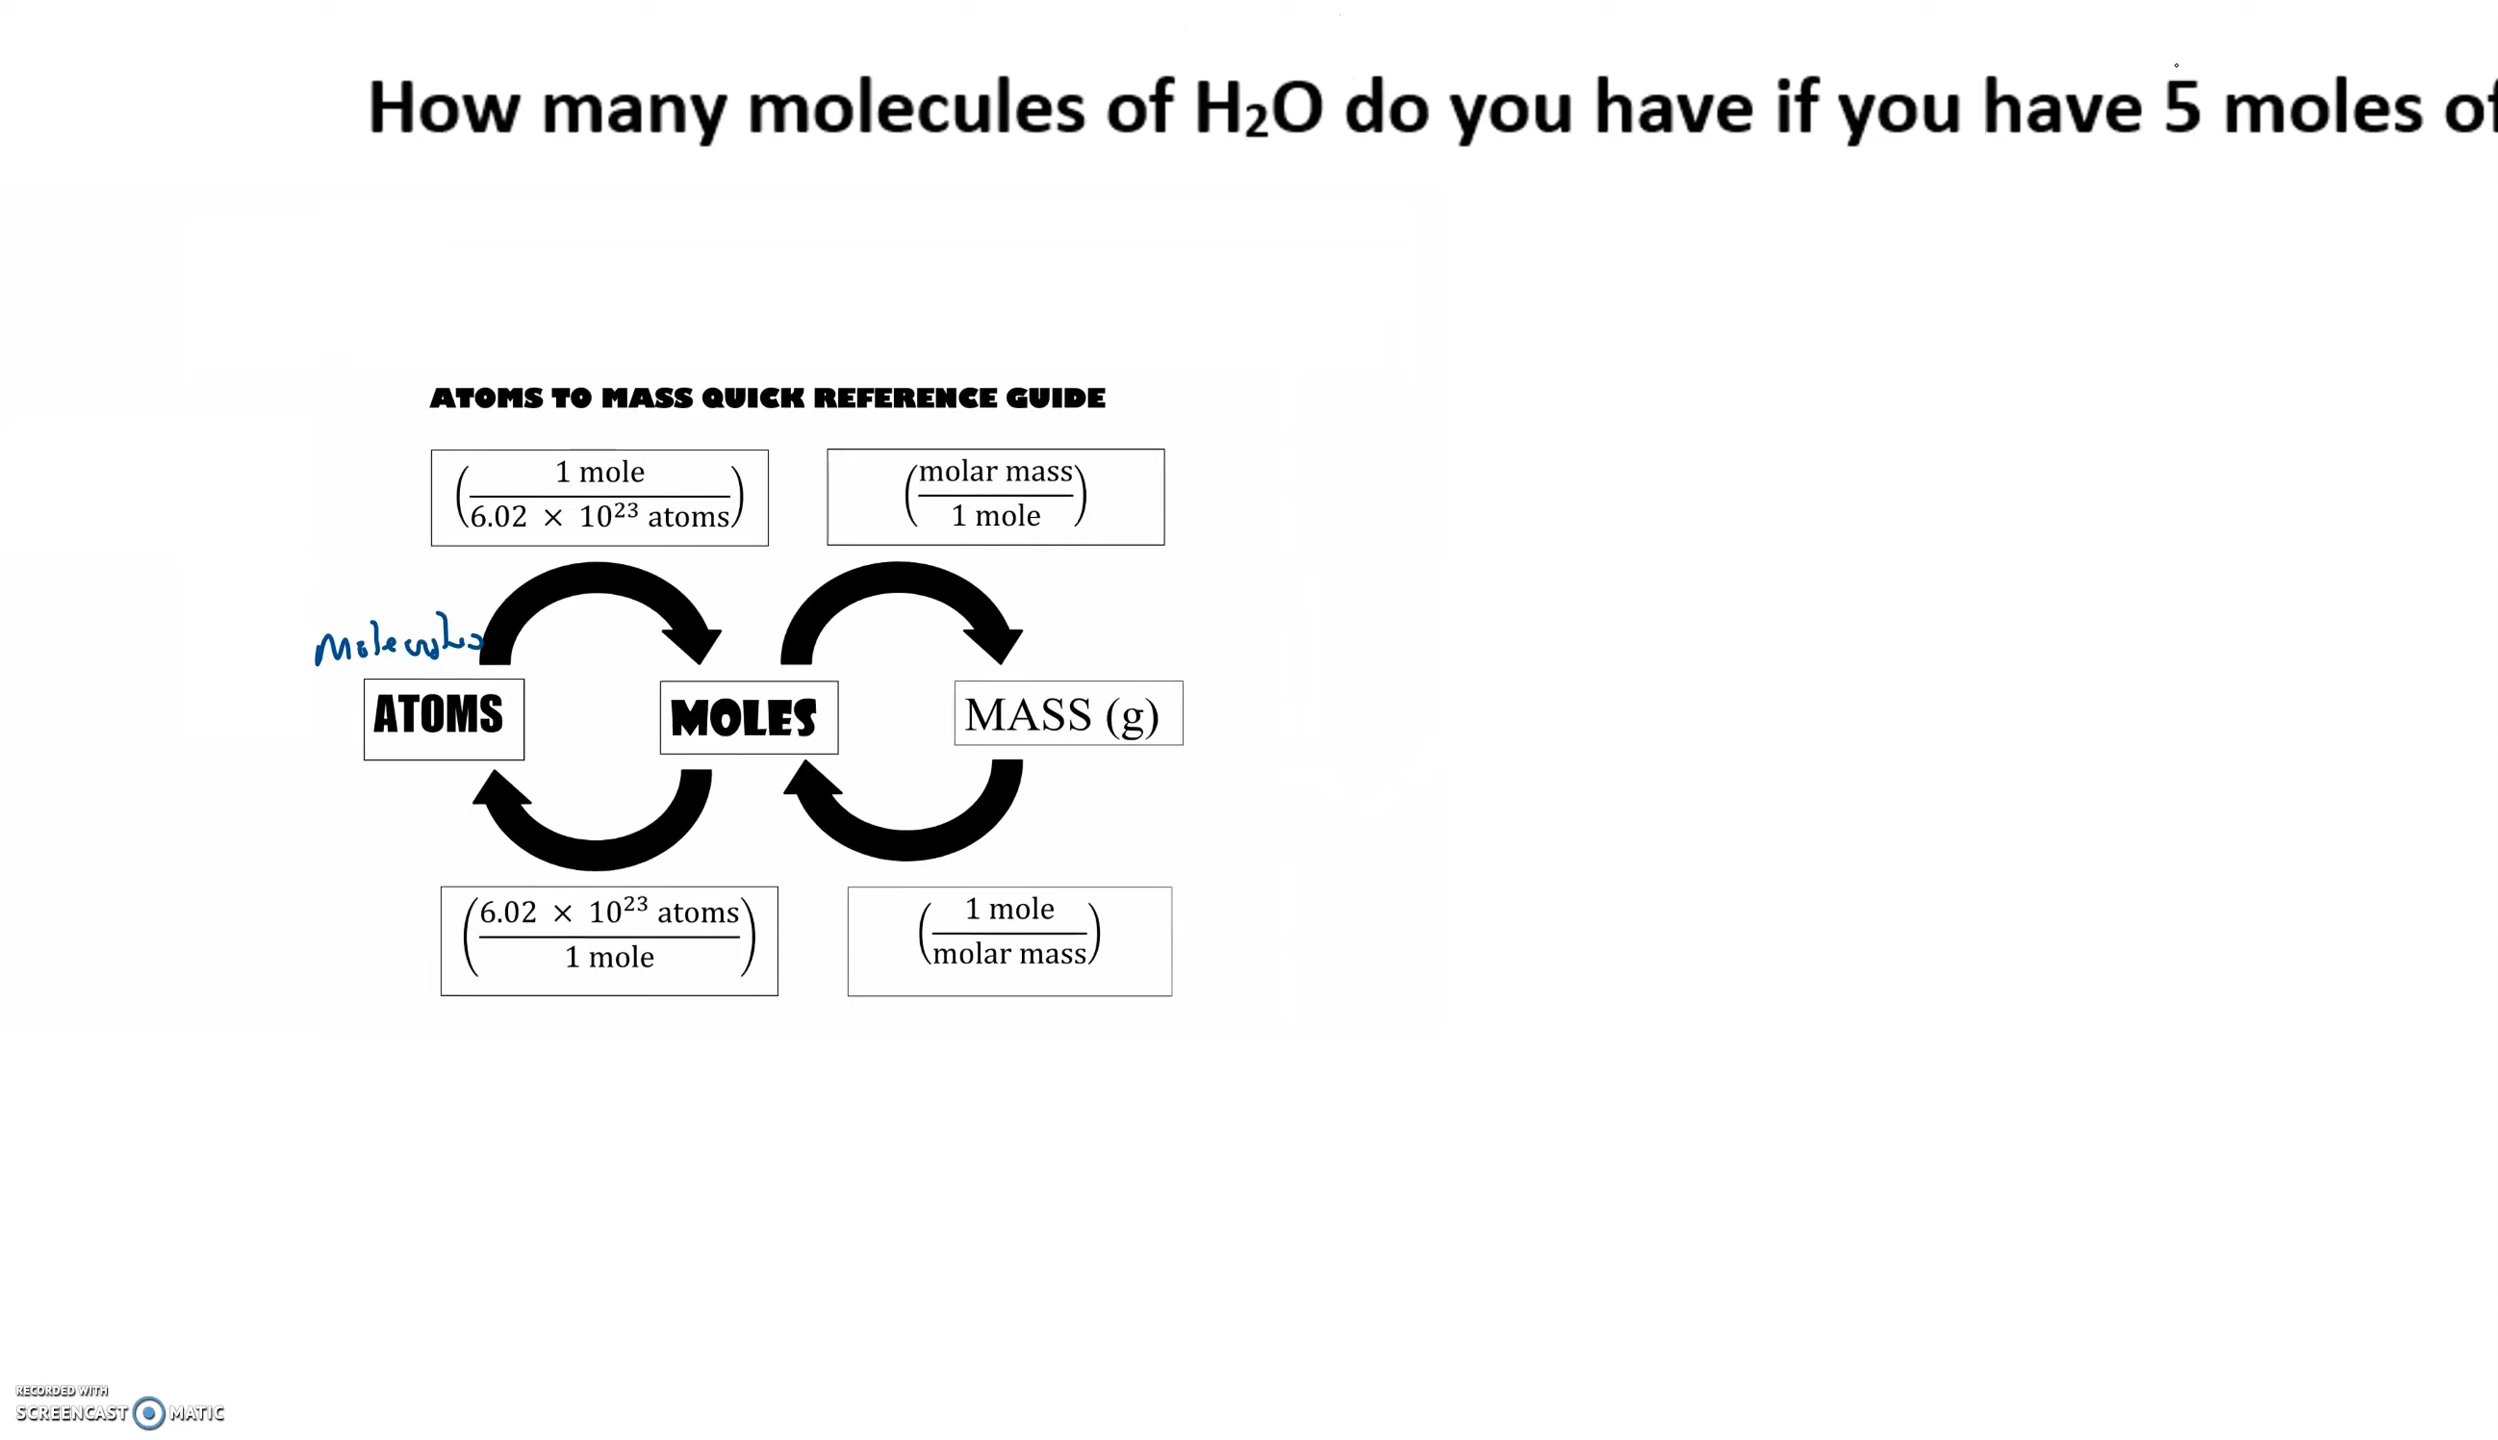 How many molecules of H₂O do you have if you have 5 moles of
ATOMS TO MASS QUICK REFERENCE GUIDE
(1 mole / 6.02 × 10²³ atoms)
(molar mass / 1 mole)
Molecules
ATOMS
MOLES
MASS (g)
(6.02 × 10²³ atoms / 1 mole)
(1 mole / molar mass)
RECORDED WITH
SCREENCAST MATIC